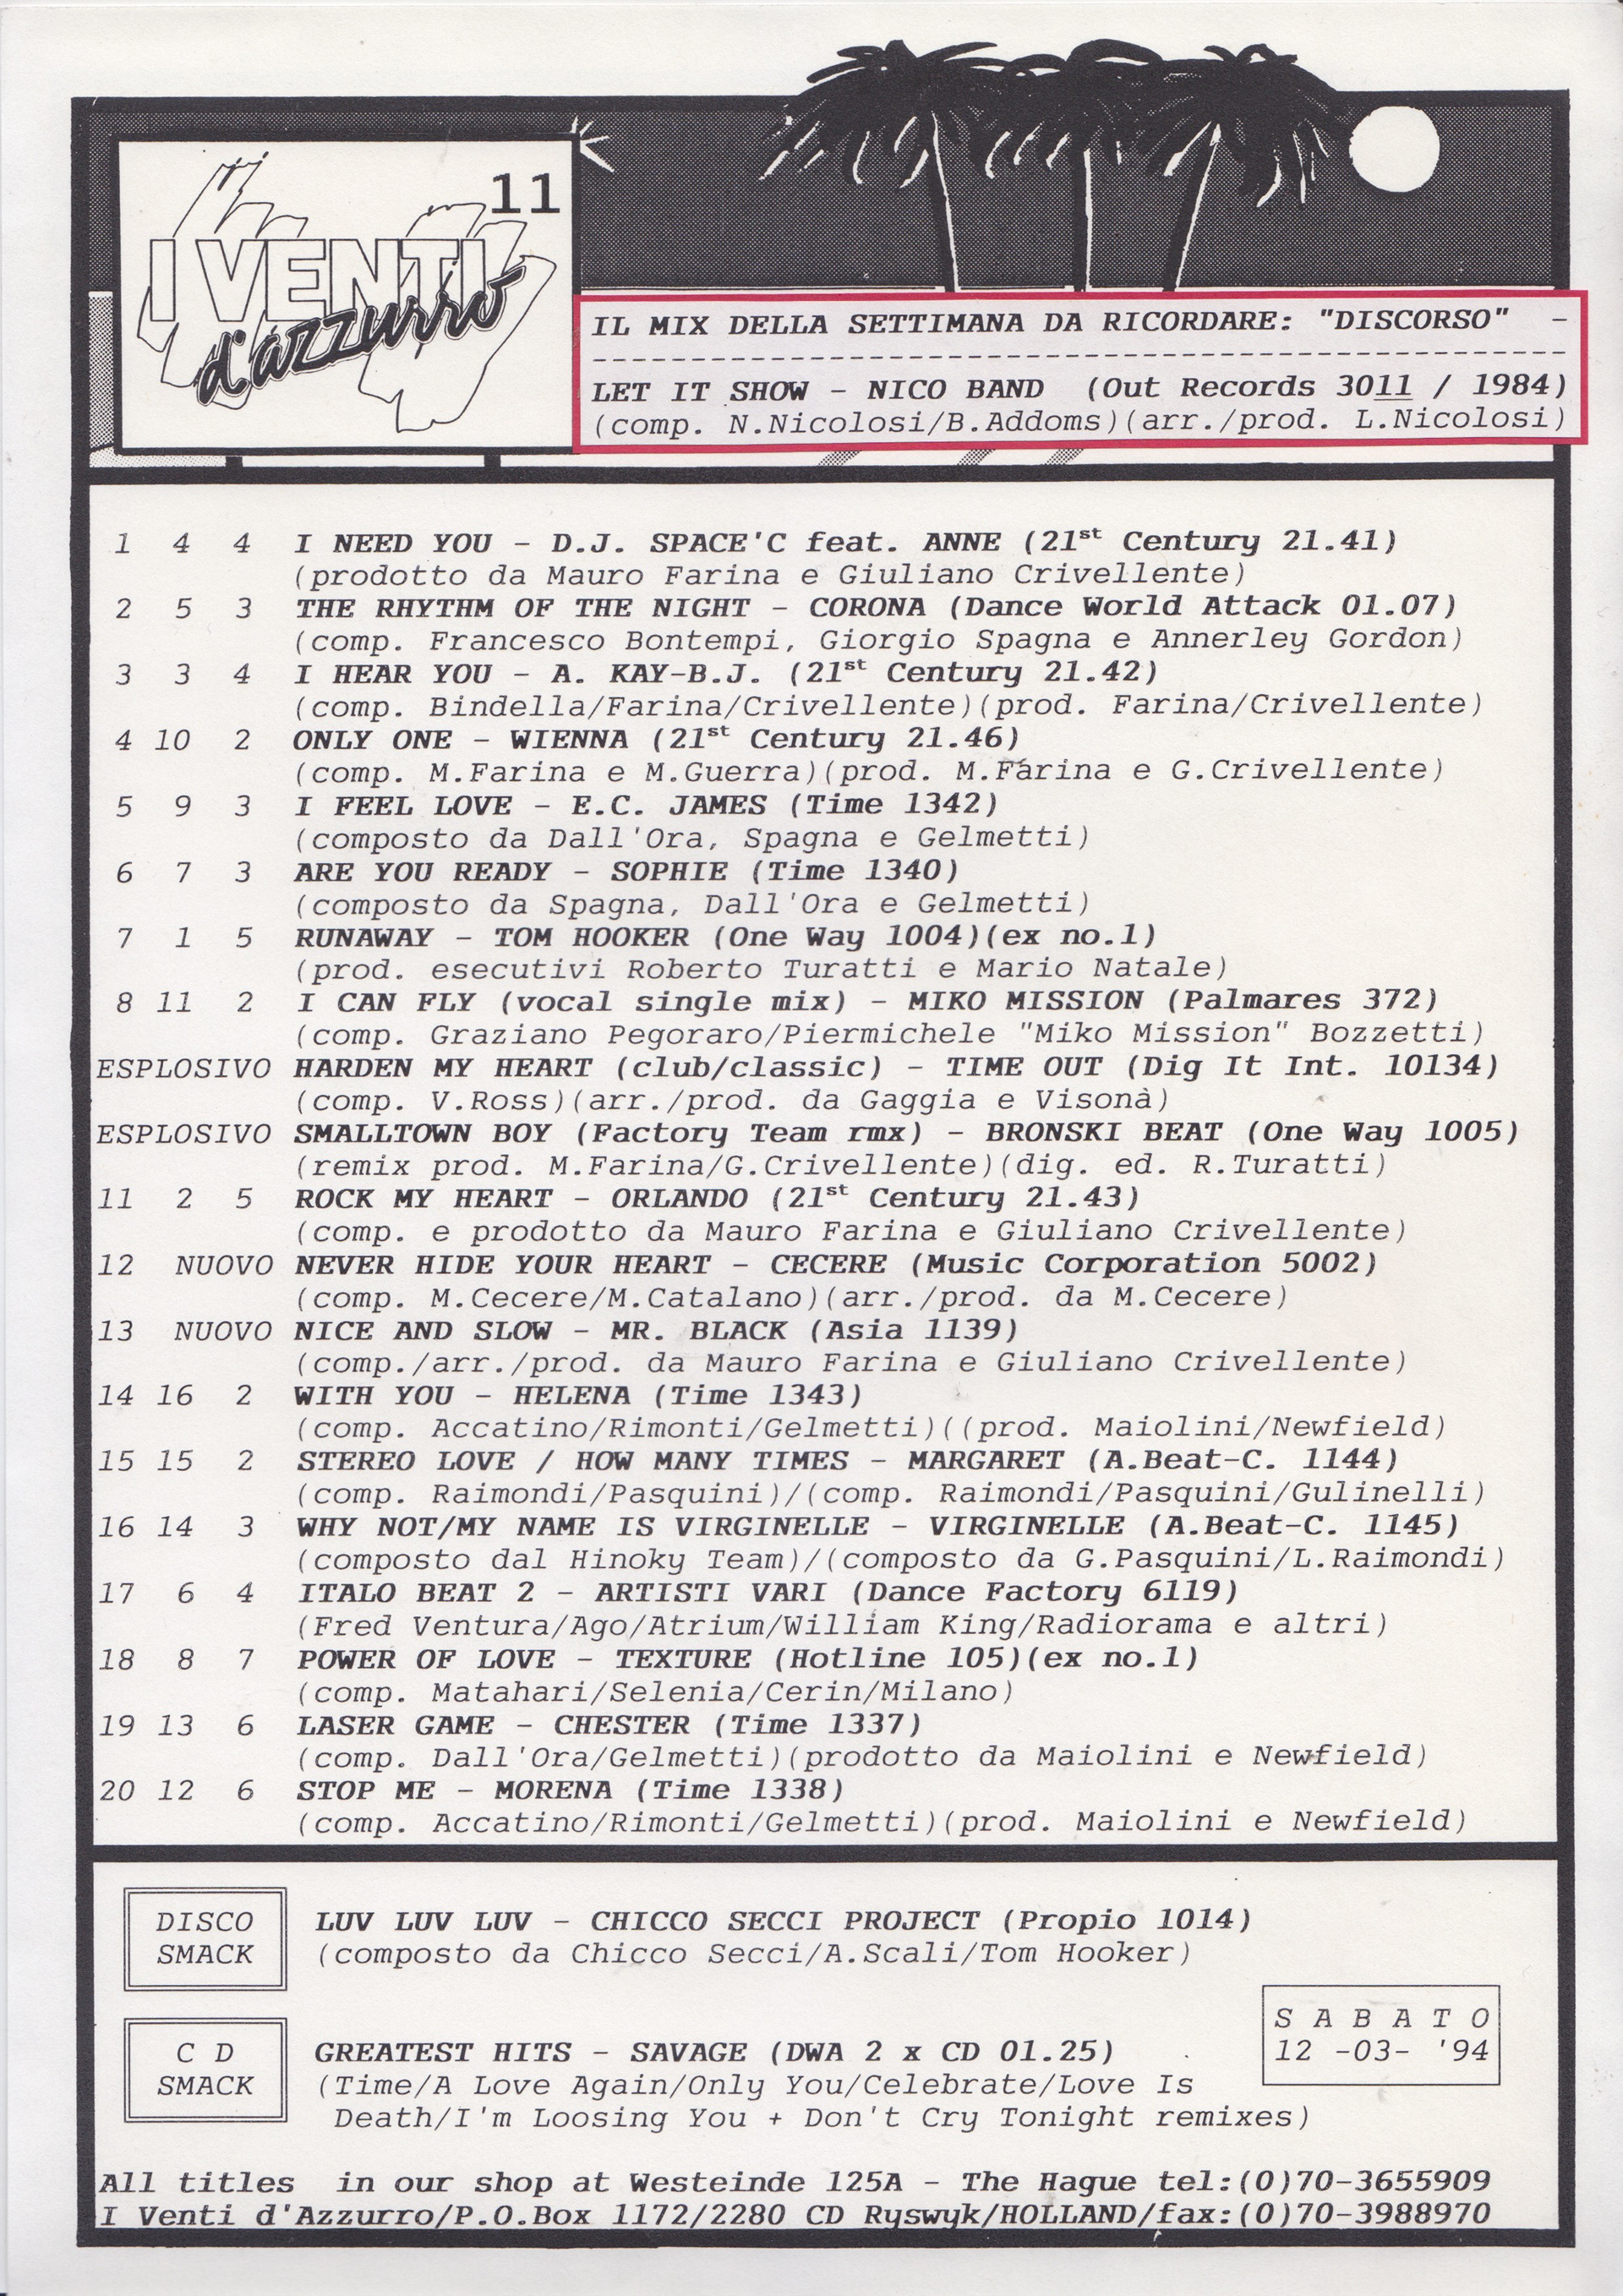 11
I VENTI
d'azzurro
IL MIX DELLA SETTIMANA DA RICORDARE: "DISCORSO" -
--------------------------------------------------
LET IT SHOW - NICO BAND (Out Records 3011 / 1984)
(comp. N.Nicolosi/B.Addoms)(arr./prod. L.Nicolosi)
1 4 4 I NEED YOU - D.J. SPACE'C feat. ANNE (21st Century 21.41)
(prodotto da Mauro Farina e Giuliano Crivellente)
2 5 3 THE RHYTHM OF THE NIGHT - CORONA (Dance World Attack 01.07)
(comp. Francesco Bontempi, Giorgio Spagna e Annerley Gordon)
3 3 4 I HEAR YOU - A. KAY-B.J. (21st Century 21.42)
(comp. Bindella/Farina/Crivellente)(prod. Farina/Crivellente)
4 10 2 ONLY ONE - WIENNA (21st Century 21.46)
(comp. M.Farina e M.Guerra)(prod. M.Farina e G.Crivellente)
5 9 3 I FEEL LOVE - E.C. JAMES (Time 1342)
(composto da Dall'Ora, Spagna e Gelmetti)
6 7 3 ARE YOU READY - SOPHIE (Time 1340)
(composto da Spagna, Dall'Ora e Gelmetti)
7 1 5 RUNAWAY - TOM HOOKER (One Way 1004)(ex no.1)
(prod. esecutivi Roberto Turatti e Mario Natale)
8 11 2 I CAN FLY (vocal single mix) - MIKO MISSION (Palmares 372)
(comp. Graziano Pegoraro/Piermichele "Miko Mission" Bozzetti)
ESPLOSIVO HARDEN MY HEART (club/classic) - TIME OUT (Dig It Int. 10134)
(comp. V.Ross)(arr./prod. da Gaggia e Visonà)
ESPLOSIVO SMALLTOWN BOY (Factory Team rmx) - BRONSKI BEAT (One Way 1005)
(remix prod. M.Farina/G.Crivellente)(dig. ed. R.Turatti)
11 2 5 ROCK MY HEART - ORLANDO (21st Century 21.43)
(comp. e prodotto da Mauro Farina e Giuliano Crivellente)
12 NUOVO NEVER HIDE YOUR HEART - CECERE (Music Corporation 5002)
(comp. M.Cecere/M.Catalano)(arr./prod. da M.Cecere)
13 NUOVO NICE AND SLOW - MR. BLACK (Asia 1139)
(comp./arr./prod. da Mauro Farina e Giuliano Crivellente)
14 16 2 WITH YOU - HELENA (Time 1343)
(comp. Accatino/Rimonti/Gelmetti)((prod. Maiolini/Newfield)
15 15 2 STEREO LOVE / HOW MANY TIMES - MARGARET (A.Beat-C. 1144)
(comp. Raimondi/Pasquini)/(comp. Raimondi/Pasquini/Gulinelli)
16 14 3 WHY NOT/MY NAME IS VIRGINELLE - VIRGINELLE (A.Beat-C. 1145)
(composto dal Hinoky Team)/(composto da G.Pasquini/L.Raimondi)
17 6 4 ITALO BEAT 2 - ARTISTI VARI (Dance Factory 6119)
(Fred Ventura/Ago/Atrium/William King/Radiorama e altri)
18 8 7 POWER OF LOVE - TEXTURE (Hotline 105)(ex no.1)
(comp. Matahari/Selenia/Cerin/Milano)
19 13 6 LASER GAME - CHESTER (Time 1337)
(comp. Dall'Ora/Gelmetti)(prodotto da Maiolini e Newfield)
20 12 6 STOP ME - MORENA (Time 1338)
(comp. Accatino/Rimonti/Gelmetti)(prod. Maiolini e Newfield)
DISCO SMACK
LUV LUV LUV - CHICCO SECCI PROJECT (Propio 1014)
(composto da Chicco Secci/A.Scali/Tom Hooker)
S A B A T O
12 -03- '94
C D SMACK
GREATEST HITS - SAVAGE (DWA 2 x CD 01.25)
(Time/A Love Again/Only You/Celebrate/Love Is
Death/I'm Loosing You + Don't Cry Tonight remixes)
All titles in our shop at Westeinde 125A - The Hague tel:(0)70-3655909
I Venti d'Azzurro/P.O.Box 1172/2280 CD Ryswyk/HOLLAND/fax:(0)70-3988970